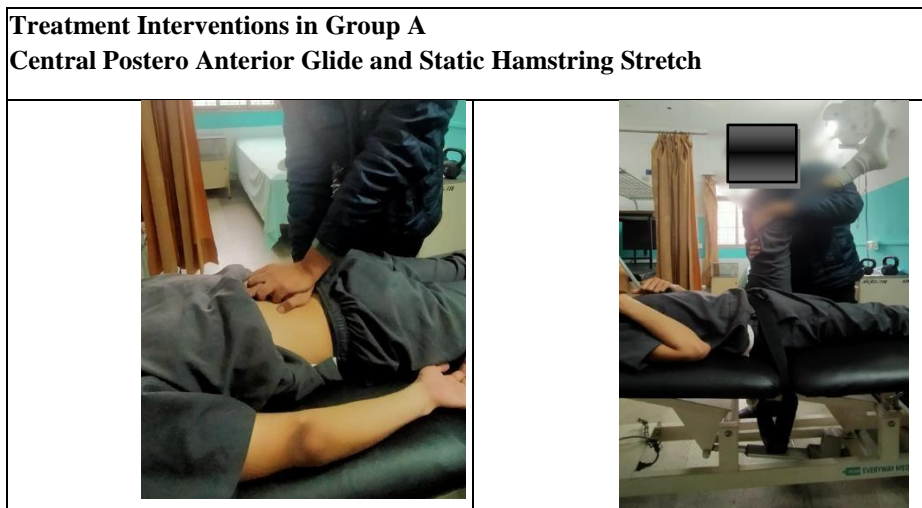 Treatment Interventions in Group A
Central Postero Anterior Glide and Static Hamstring Stretch
EVERYWAY MED